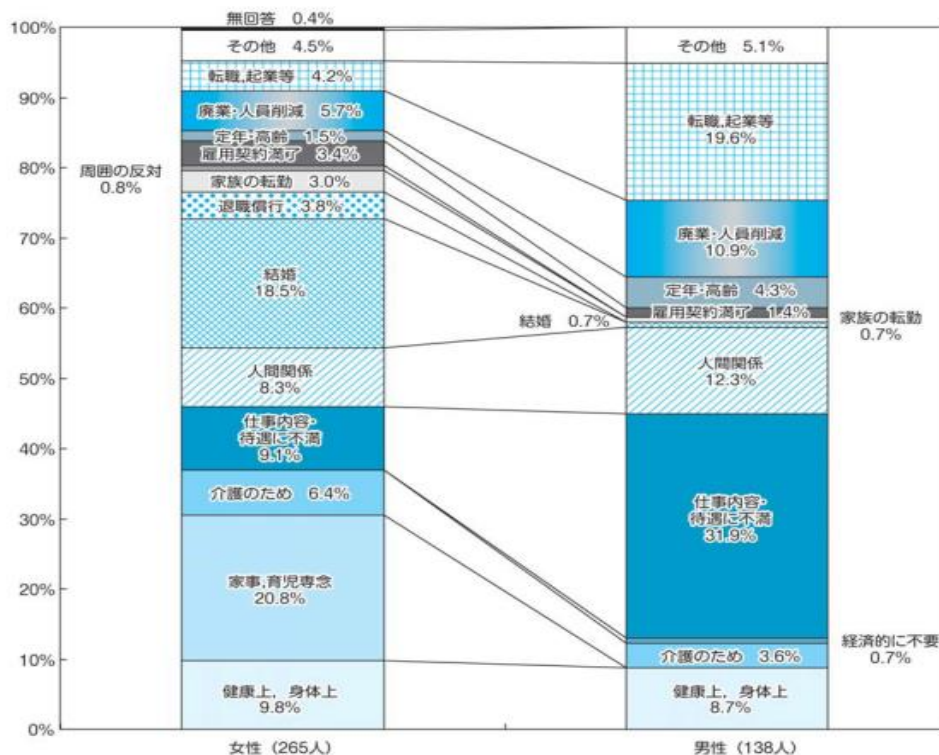 100%
90%
80%
70%
60%
50%
40%
30%
20%
10%
0%
周囲の反対
0.8%
無回答 0.4%
その他 4.5%
転職,起業等 4.2%
廃業・人員削減 5.7%
定年・高齢 1.5%
雇用契約満了 3.4%
家族の転勤 3.0%
退職慣行 3.8%
結婚
18.5%
人間関係
8.3%
仕事内容・
待遇に不満
9.1%
介護のため 6.4%
家事,育児専念
20.8%
健康上，身体上
9.8%
女性（265人）
その他 5.1%
転職,起業等
19.6%
廃業・人員削減
10.9%
定年・高齢 4.3%
雇用契約満了 1.4%
結婚 0.7%
家族の転勤
0.7%
人間関係
12.3%
仕事内容・
待遇に不満
31.9%
経済的に不要
0.7%
介護のため 3.6%
健康上，身体上
8.7%
男性（138人）